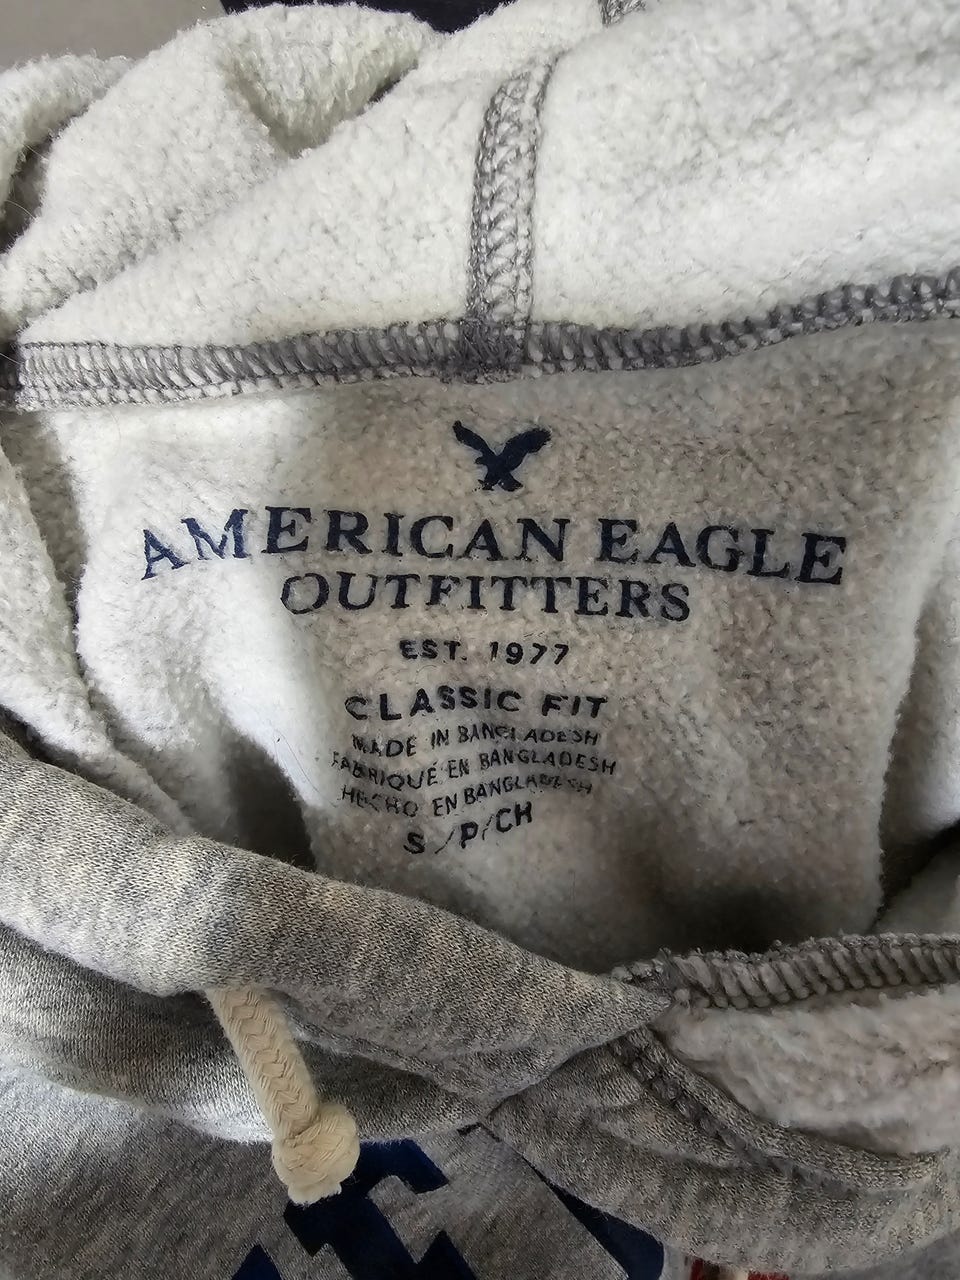 AMERICAN EAGLE
OUTFITTERS
EST. 1977
CLASSIC FIT
MADE IN BANGLADESH
FABRIQUÉ EN BANGLADESH
HECHO EN BANGLADESH
S/P/CH